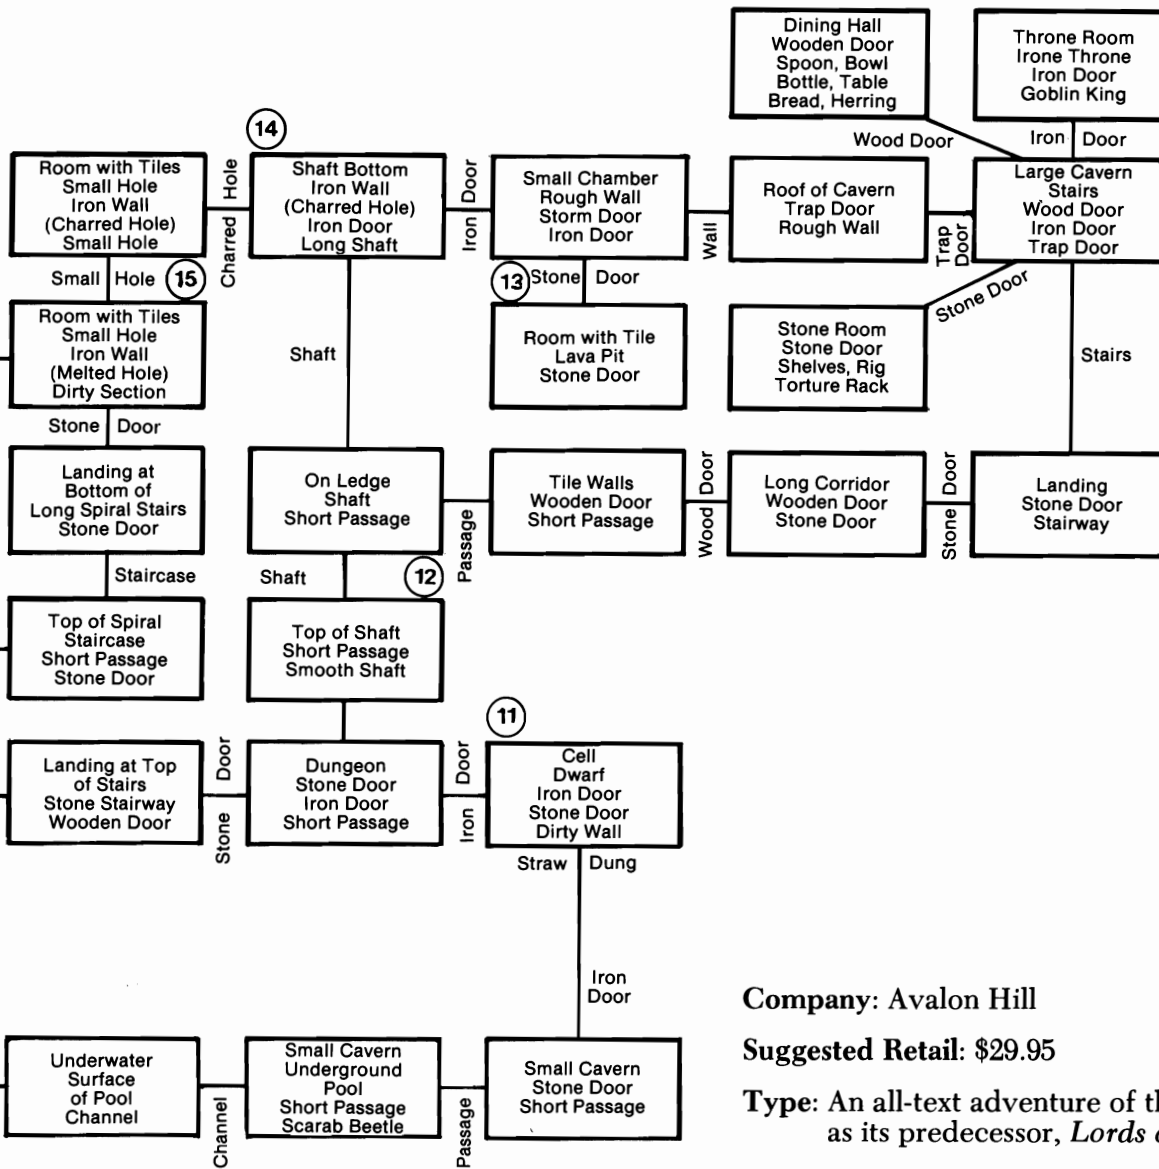 Dining Hall
Wooden Door
Spoon, Bowl
Bottle, Table
Bread, Herring
Throne Room
Irone Throne
Iron Door
Goblin King
Wood Door
Iron Door
14
Room with Tiles
Small Hole
Iron Wall
(Charred Hole)
Small Hole
Charred Hole
Shaft Bottom
Iron Wall
(Charred Hole)
Iron Door
Long Shaft
Iron Door
Small Chamber
Rough Wall
Storm Door
Iron Door
Wall
Roof of Cavern
Trap Door
Rough Wall
Trap
Door
Large Cavern
Stairs
Wood Door
Iron Door
Trap Door
Small Hole
15
13
Stone Door
Stone Door
Room with Tiles
Small Hole
Iron Wall
(Melted Hole)
Dirty Section
Shaft
Room with Tile
Lava Pit
Stone Door
Stone Room
Stone Door
Shelves, Rig
Torture Rack
Stairs
Stone Door
Landing at
Bottom of
Long Spiral Stairs
Stone Door
On Ledge
Shaft
Short Passage
Passage
Tile Walls
Wooden Door
Short Passage
Wood Door
Long Corridor
Wooden Door
Stone Door
Stone Door
Landing
Stone Door
Stairway
Staircase
Shaft
12
Top of Spiral
Staircase
Short Passage
Stone Door
Top of Shaft
Short Passage
Smooth Shaft
11
Landing at Top
of Stairs
Stone Stairway
Wooden Door
Stone Door
Dungeon
Stone Door
Iron Door
Short Passage
Iron Door
Cell
Dwarf
Iron Door
Stone Door
Dirty Wall
Straw Dung
Iron
Door
Underwater
Surface
of Pool
Channel
Channel
Small Cavern
Underground
Pool
Short Passage
Scarab Beetle
Passage
Small Cavern
Stone Door
Short Passage
Company: Avalon Hill
Suggested Retail: $29.95
Type: An all-text adventure of
as its predecessor, Lords